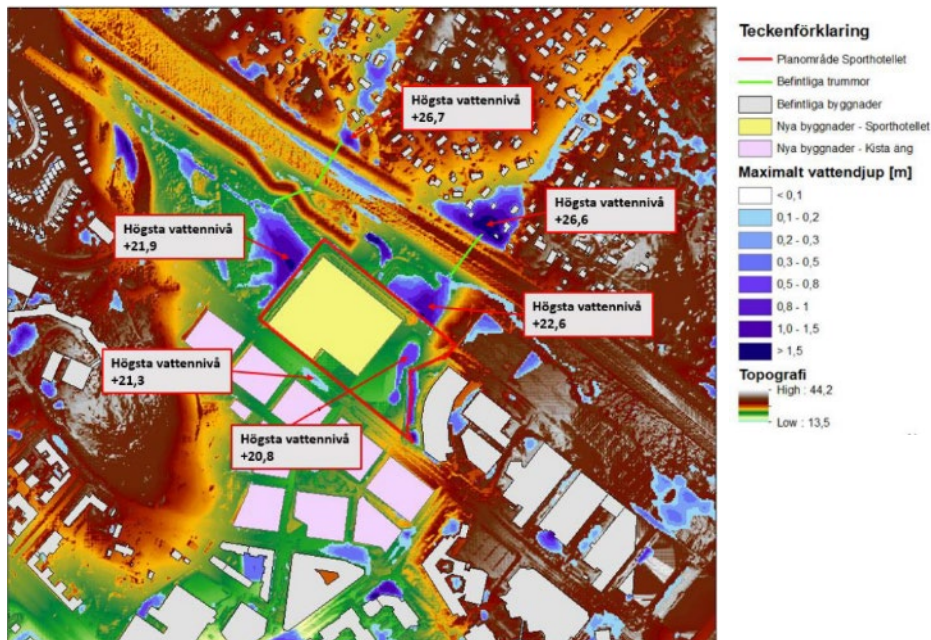 Högsta vattennivå
+26,7
Högsta vattennivå
+26,6
Högsta vattennivå
+21,9
Högsta vattennivå
+22,6
Högsta vattennivå
+21,3
Högsta vattennivå
+20,8
Teckenförklaring
Planområde Sporthotellet
Befintliga trummor
Befintliga byggnader
Nya byggnader - Sporthotellet
Nya byggnader - Kista äng
Maximalt vattendjup [m]
< 0,1
0,1 - 0,2
0,2 - 0,3
0,3 - 0,5
0,5 - 0,8
0,8 - 1
1,0 - 1,5
> 1,5
Topografi
High : 44,2
Low : 13,5